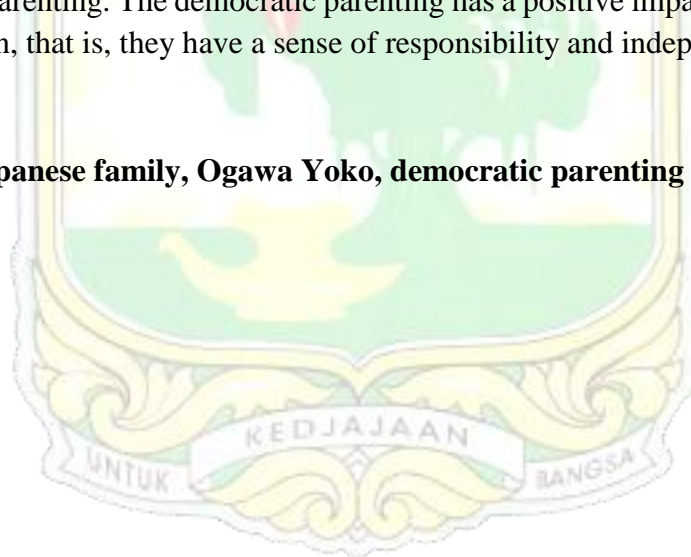 arenting. The democratic parenting has a positive impa
n, that is, they have a sense of responsibility and indep
panese family, Ogawa Yoko, democratic parenting
KEDJAJAAN
UNTUK BANGSA